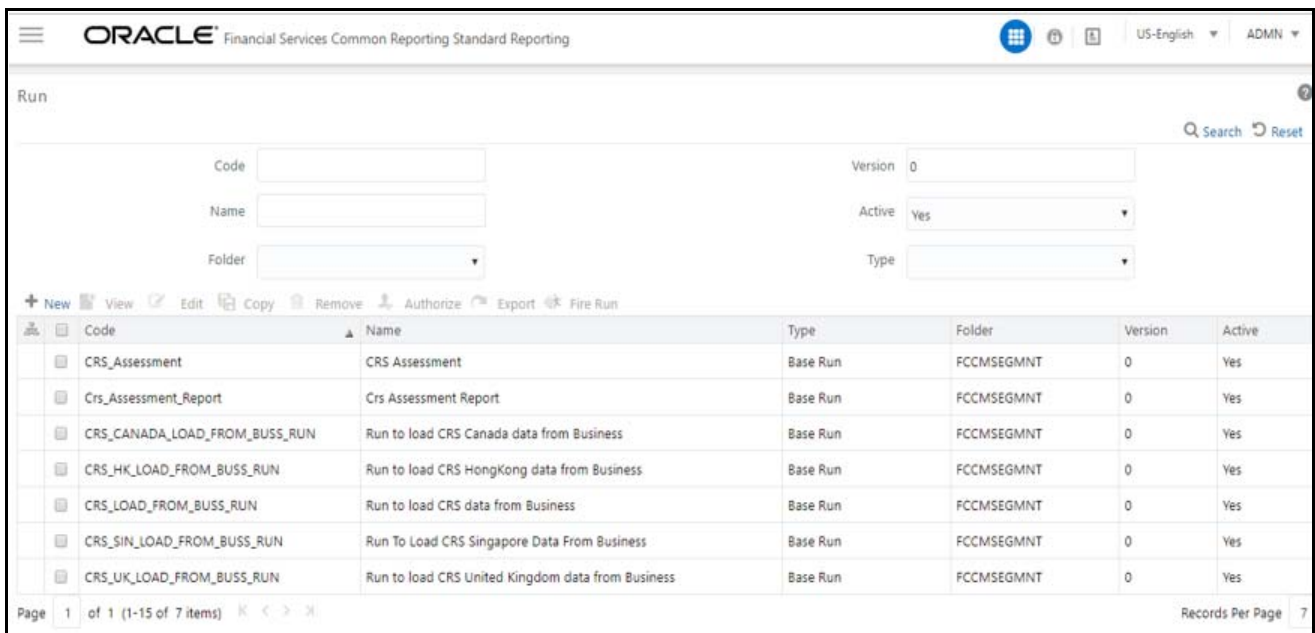 ORACLE® Financial Services Common Reporting Standard Reporting US-English ADMN
Run
Search Reset
Code Version 0
Name Active Yes
Folder Type
New View Edit Copy Remove Authorize Export Fire Run
Code Name Type Folder Version Active
CRS_Assessment CRS Assessment Base Run FCCMSEGMNT 0 Yes
Crs_Assessment_Report Crs Assessment Report Base Run FCCMSEGMNT 0 Yes
CRS_CANADA_LOAD_FROM_BUSS_RUN Run to load CRS Canada data from Business Base Run FCCMSEGMNT 0 Yes
CRS_HK_LOAD_FROM_BUSS_RUN Run to load CRS HongKong data from Business Base Run FCCMSEGMNT 0 Yes
CRS_LOAD_FROM_BUSS_RUN Run to load CRS data from Business Base Run FCCMSEGMNT 0 Yes
CRS_SIN_LOAD_FROM_BUSS_RUN Run To Load CRS Singapore Data From Business Base Run FCCMSEGMNT 0 Yes
CRS_UK_LOAD_FROM_BUSS_RUN Run to load CRS United Kingdom data from Business Base Run FCCMSEGMNT 0 Yes
Page 1 of 1 (1-15 of 7 items) Records Per Page 7